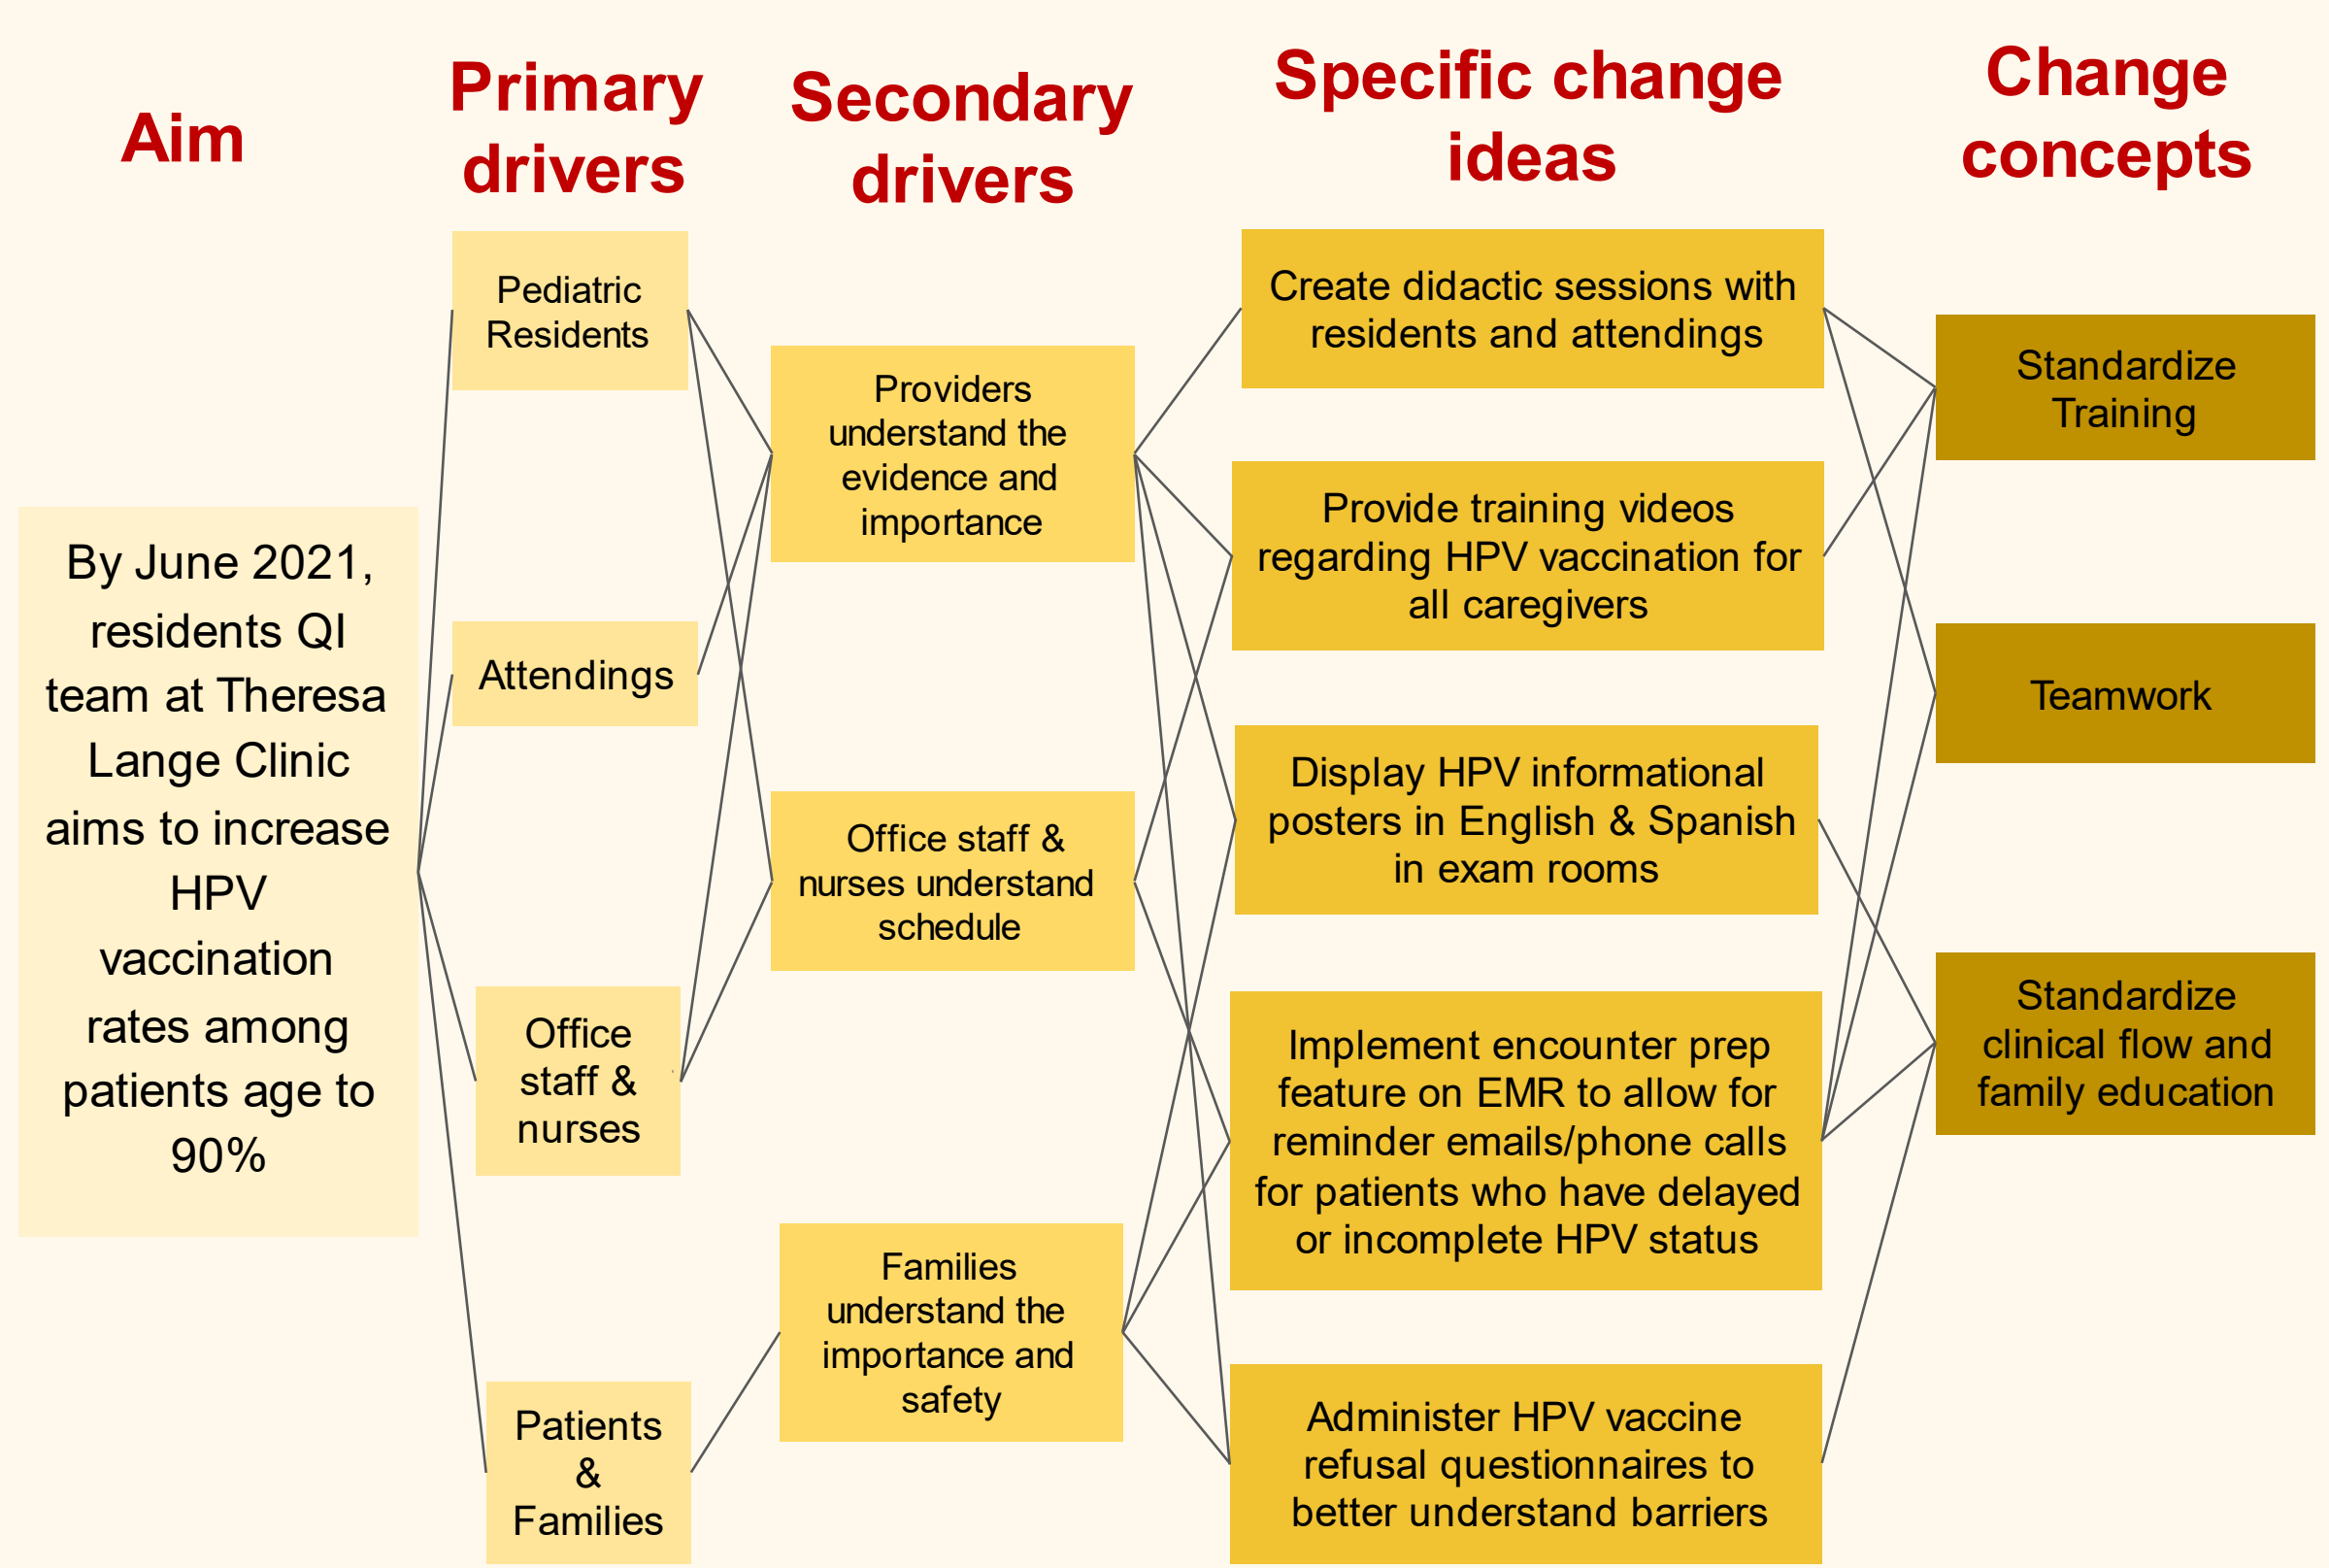 Aim
Primary
drivers
Secondary
drivers
Specific change
ideas
Change
concepts
By June 2021,
residents QI
team at Theresa
Lange Clinic
aims to increase
HPV
vaccination
rates among
patients age to
90%
Pediatric
Residents
Attendings
Office
staff &
nurses
Patients
&
Families
Providers
understand the
evidence and
importance
Office staff &
nurses understand
schedule
Families
understand the
importance and
safety
Create didactic sessions with
residents and attendings
Provide training videos
regarding HPV vaccination for
all caregivers
Display HPV informational
posters in English & Spanish
in exam rooms
Implement encounter prep
feature on EMR to allow for
reminder emails/phone calls
for patients who have delayed
or incomplete HPV status
Administer HPV vaccine
refusal questionnaires to
better understand barriers
Standardize
Training
Teamwork
Standardize
clinical flow and
family education